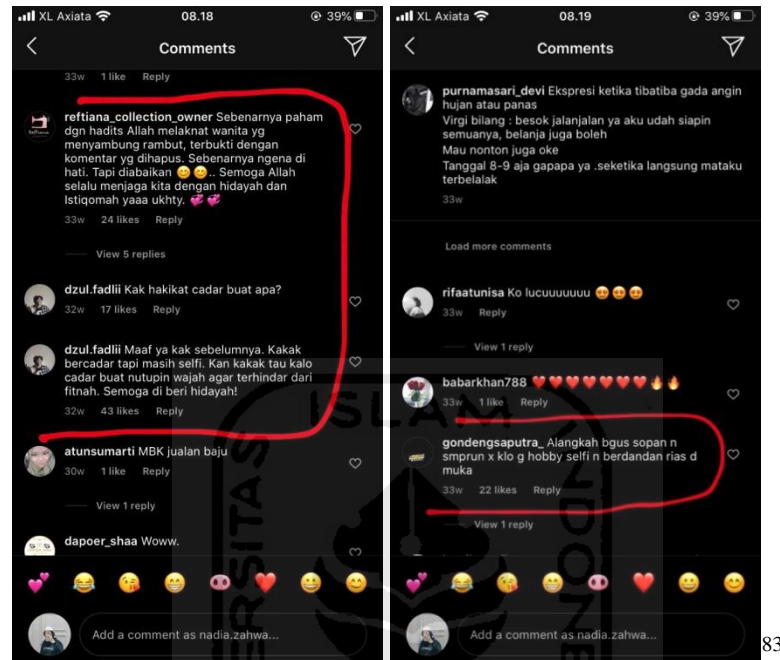 XL Axiata 08.18 39%
Comments
33w 1 like Reply
reftiana_collection_owner Sebenarnya paham
dgn hadits Allah melaknat wanita yg
menyambung rambut, terbukti dengan
komentar yg dihapus. Sebenarnya ngena di
hati. Tapi diabaikan 😊😊.. Semoga Allah
selalu menjaga kita dengan hidayah dan
Istiqomah yaaa ukhty. 💞💞
33w 24 likes Reply
View 5 replies
dzul.fadlii Kak hakikat cadar buat apa?
32w 17 likes Reply
dzul.fadlii Maaf ya kak sebelumnya. Kakak
bercadar tapi masih selfi. Kan kakak tau kalo
cadar buat nutupin wajah agar terhindar dari
fitnah. Semoga di beri hidayah!
32w 43 likes Reply
atunsumarti MBK jualan baju
30w 1 like Reply
View 1 reply
dapoer_shaa Woww.
Add a comment as nadia.zahwa...
XL Axiata 08.19 39%
Comments
purnamasari_devi Ekspresi ketika tibatiba gada angin
hujan atau panas
Virgi bilang : besok jalanjalan ya aku udah siapin
semuanya, belanja juga boleh
Mau nonton juga oke
Tanggal 8-9 aja gapapa ya .seketika langsung mataku
terbelalak
33w
Load more comments
rifaatunisa Ko lucuuuuuuu 😍😍😍
33w Reply
View 1 reply
babarkhan788 ❤️❤️❤️❤️❤️❤️❤️🔥🔥
33w 1 like Reply
gondengsaputra_ Alangkah bgus sopan n
smprun x klo g hobby selfi n berdandan rias d
muka
33w 22 likes Reply
View 1 reply
Add a comment as nadia.zahwa...
83
ISLAM